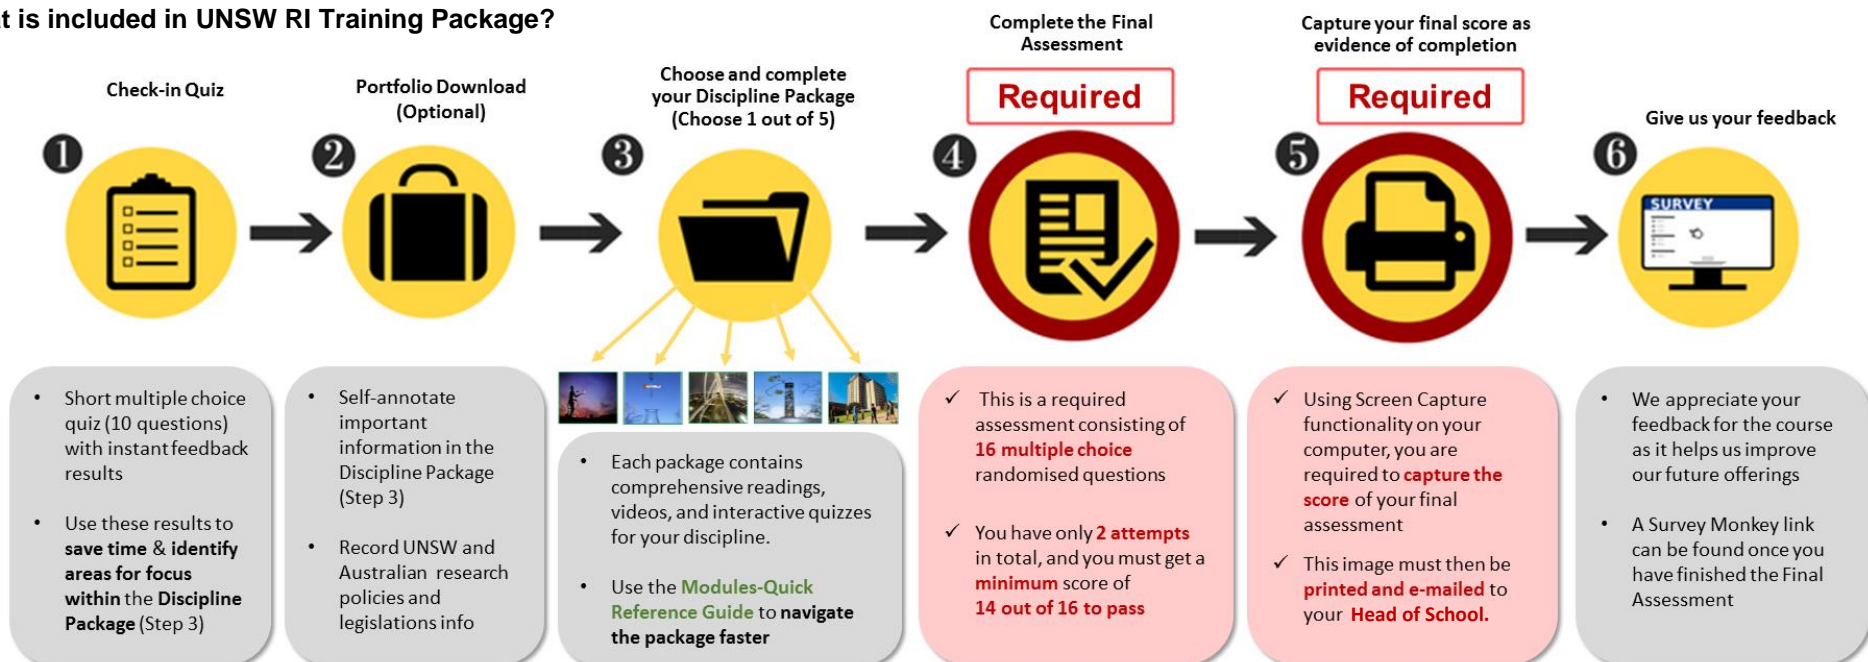 at is included in UNSW RI Training Package?
Check-in Quiz
1
Short multiple choice
quiz (10 questions)
with instant feedback
results
Use these results to
save time & identify
areas for focus
within the Discipline
Package (Step 3)
Portfolio Download
(Optional)
2
Self-annotate
important
information in the
Discipline Package
(Step 3)
Record UNSW and
Australian research
policies and
legislations info
Choose and complete
your Discipline Package
(Choose 1 out of 5)
3
Each package contains
comprehensive readings,
videos, and interactive quizzes
for your discipline.
Use the Modules-Quick
Reference Guide to navigate
the package faster
Complete the Final
Assessment
Required
4
This is a required
assessment consisting of
16 multiple choice
randomised questions
You have only 2 attempts
in total, and you must get a
minimum score of
14 out of 16 to pass
Capture your final score as
evidence of completion
Required
5
Using Screen Capture
functionality on your
computer, you are
required to capture the
score of your final
assessment
This image must then be
printed and e-mailed to
your Head of School.
Give us your feedback
6
SURVEY
We appreciate your
feedback for the course
as it helps us improve
our future offerings
A Survey Monkey link
can be found once you
have finished the Final
Assessment